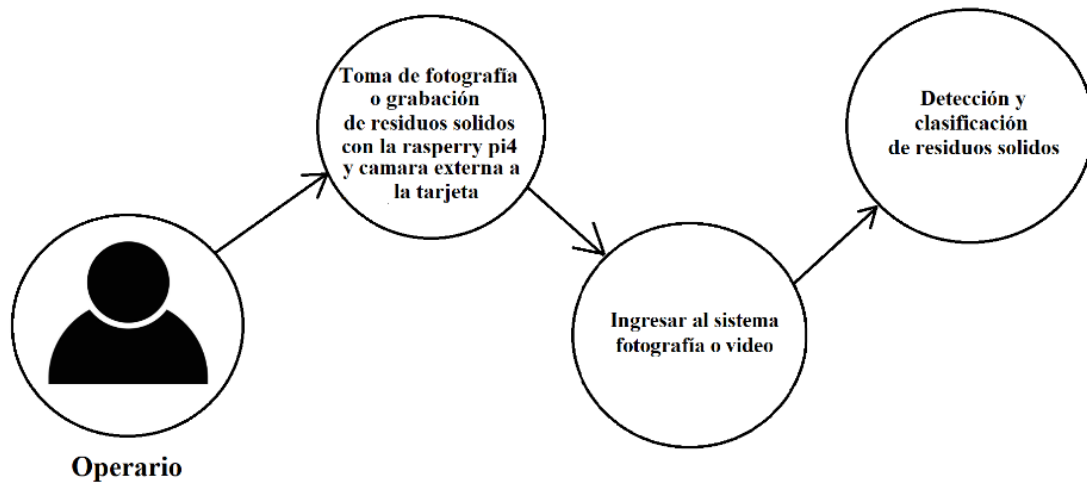 Toma de fotografía
o grabación
de residuos solidos
con la rasperry pi4
y camara externa a
la tarjeta
Detección y
clasificación
de residuos solidos
Ingresar al sistema
fotografía o video
Operario